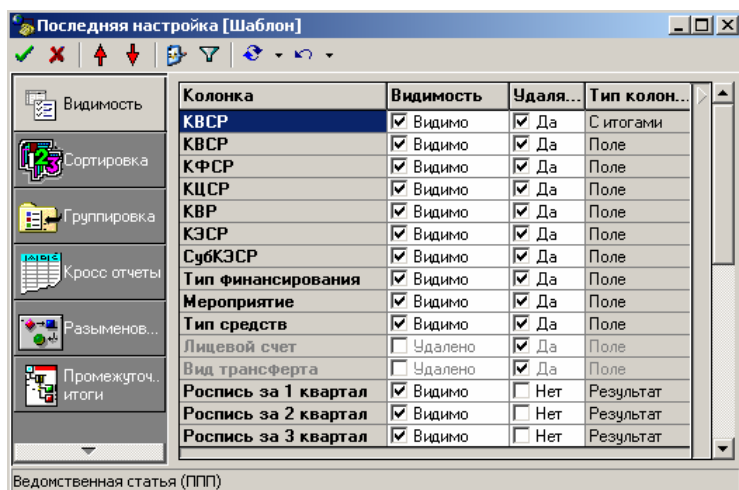 Последняя настройка [Шаблон]
Видимость
Сортировка
Группировка
Кросс отчеты
Разыменов...
Промежуточ..
итоги
Колонка Видимость Удаля... Тип колон...
КВСР Видимо Да С итогами
КВСР Видимо Да Поле
КФСР Видимо Да Поле
КЦСР Видимо Да Поле
КВР Видимо Да Поле
КЭСР Видимо Да Поле
СубКЭСР Видимо Да Поле
Тип финансирования Видимо Да Поле
Мероприятие Видимо Да Поле
Тип средств Видимо Да Поле
Лицевой счет Удалено Да Поле
Вид трансферта Удалено Да Поле
Роспись за 1 квартал Видимо Нет Результат
Роспись за 2 квартал Видимо Нет Результат
Роспись за 3 квартал Видимо Нет Результат
Ведомственная статья (ППП)